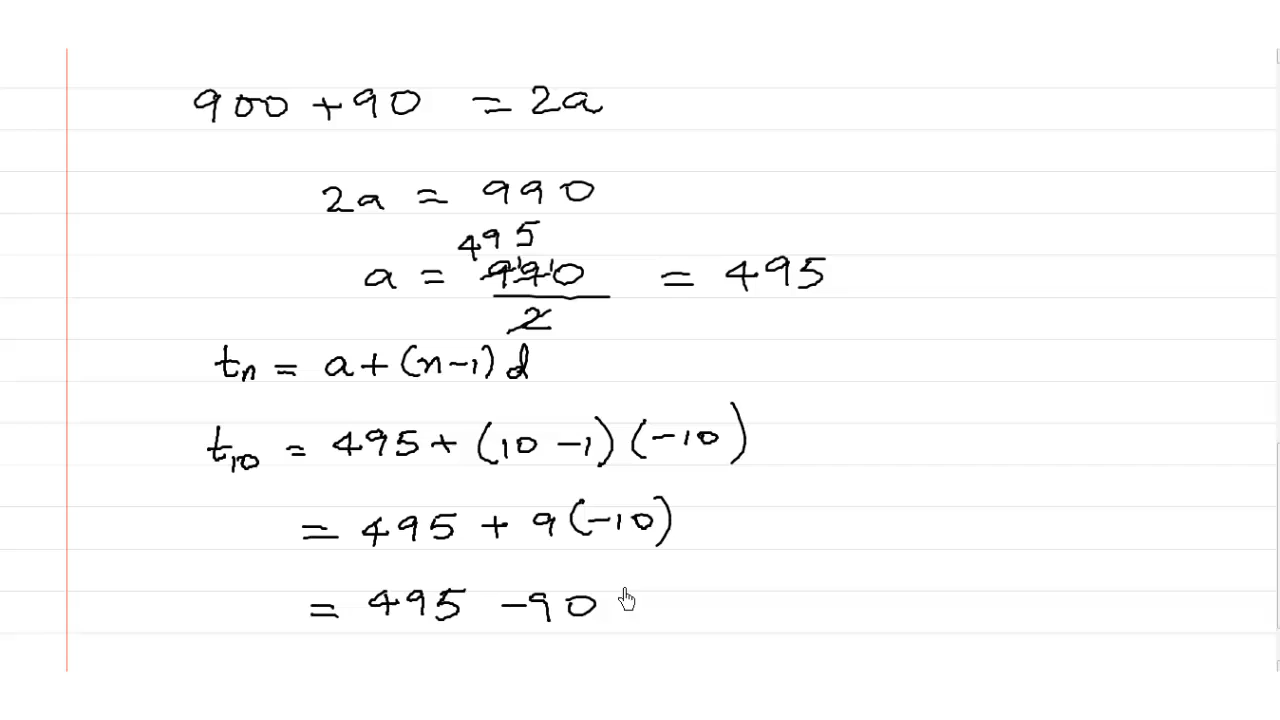 900 + 90 = 2a
2a = 990
495
a = 990/2 = 495
tn = a + (n-1) d
t10 = 495 + (10 -1) (-10)
= 495 + 9 (-10)
= 495 -90